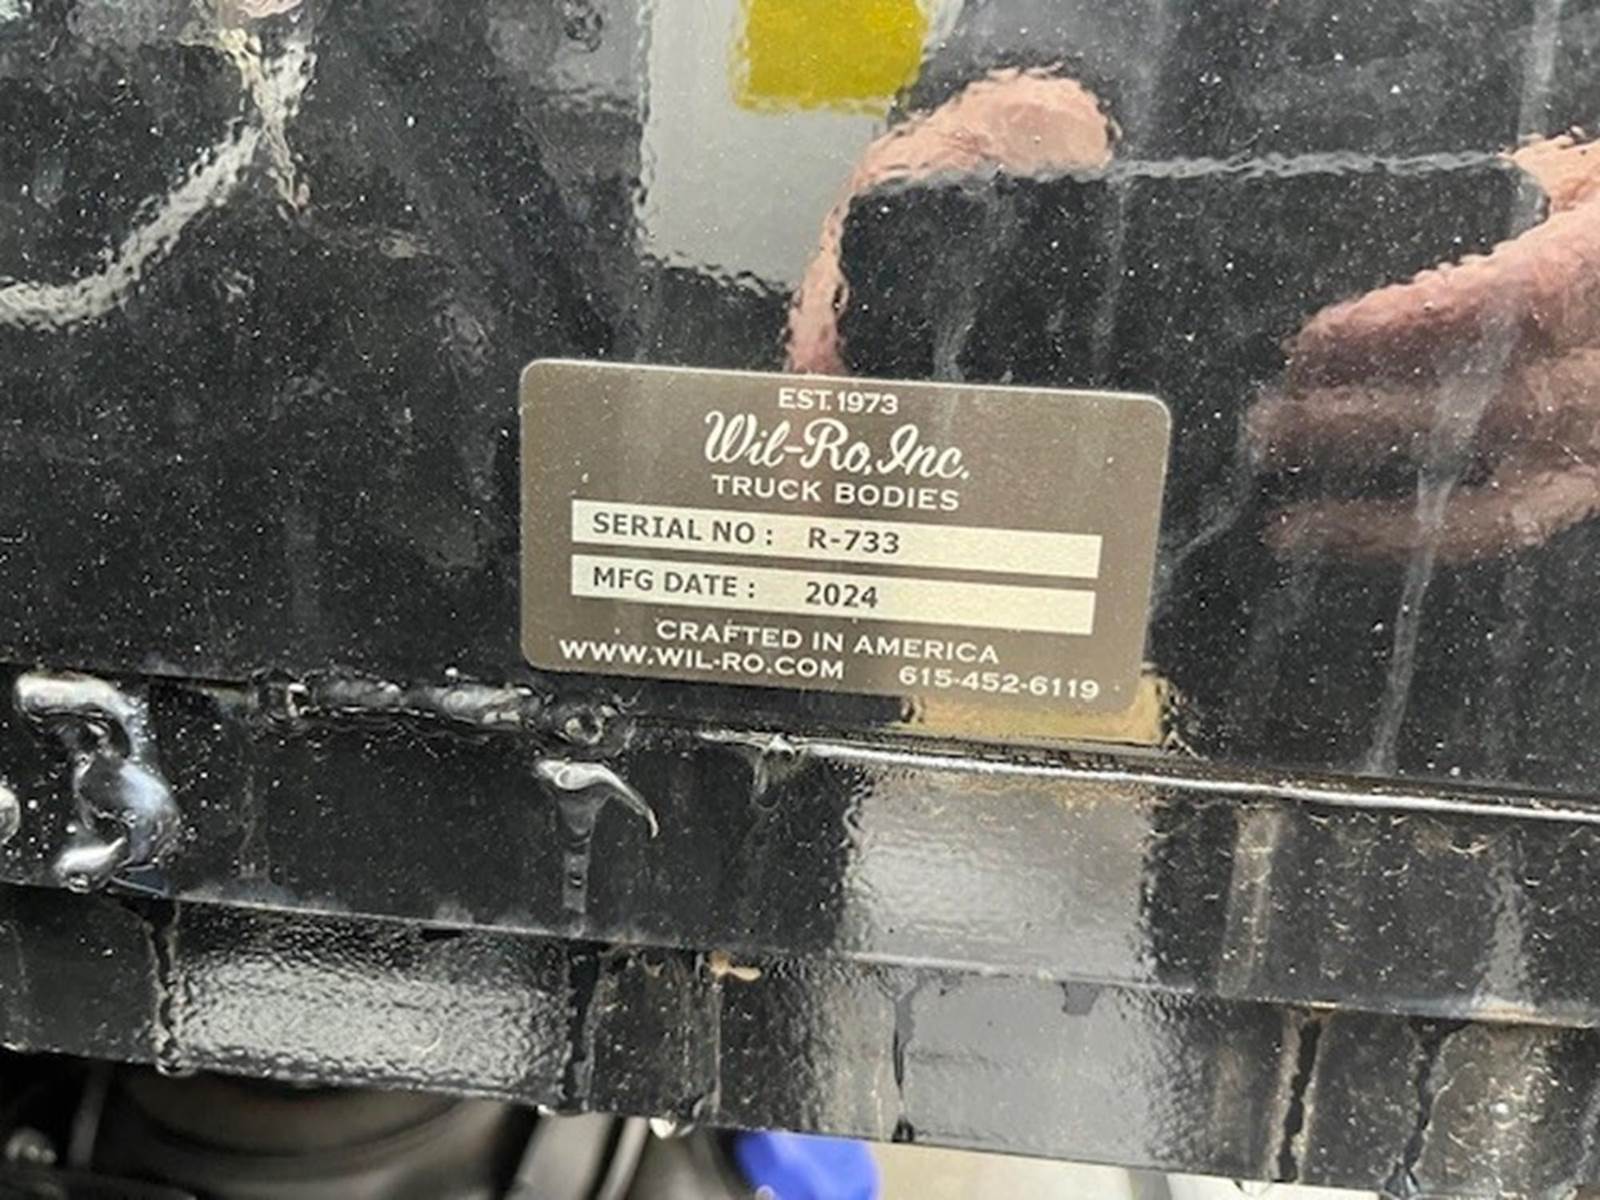 EST. 1973
Wil-Ro, Inc.
TRUCK BODIES
SERIAL NO : R-733
MFG DATE : 2024
CRAFTED IN AMERICA
WWW.WIL-RO.COM 615-452-6119